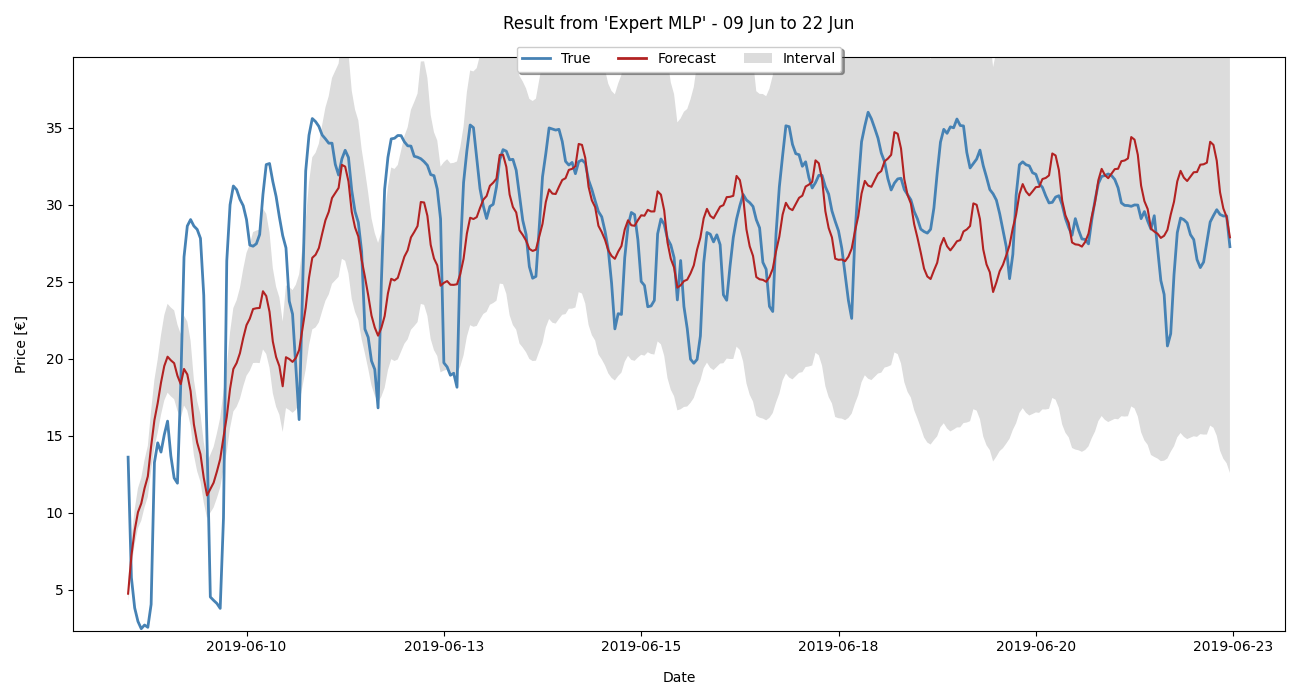 Result from 'Expert MLP' - 09 Jun to 22 Jun
True Forecast Interval
35
30
25
20
15
10
5
Price [€]
2019-06-10 2019-06-13 2019-06-15 2019-06-18 2019-06-20 2019-06-23
Date